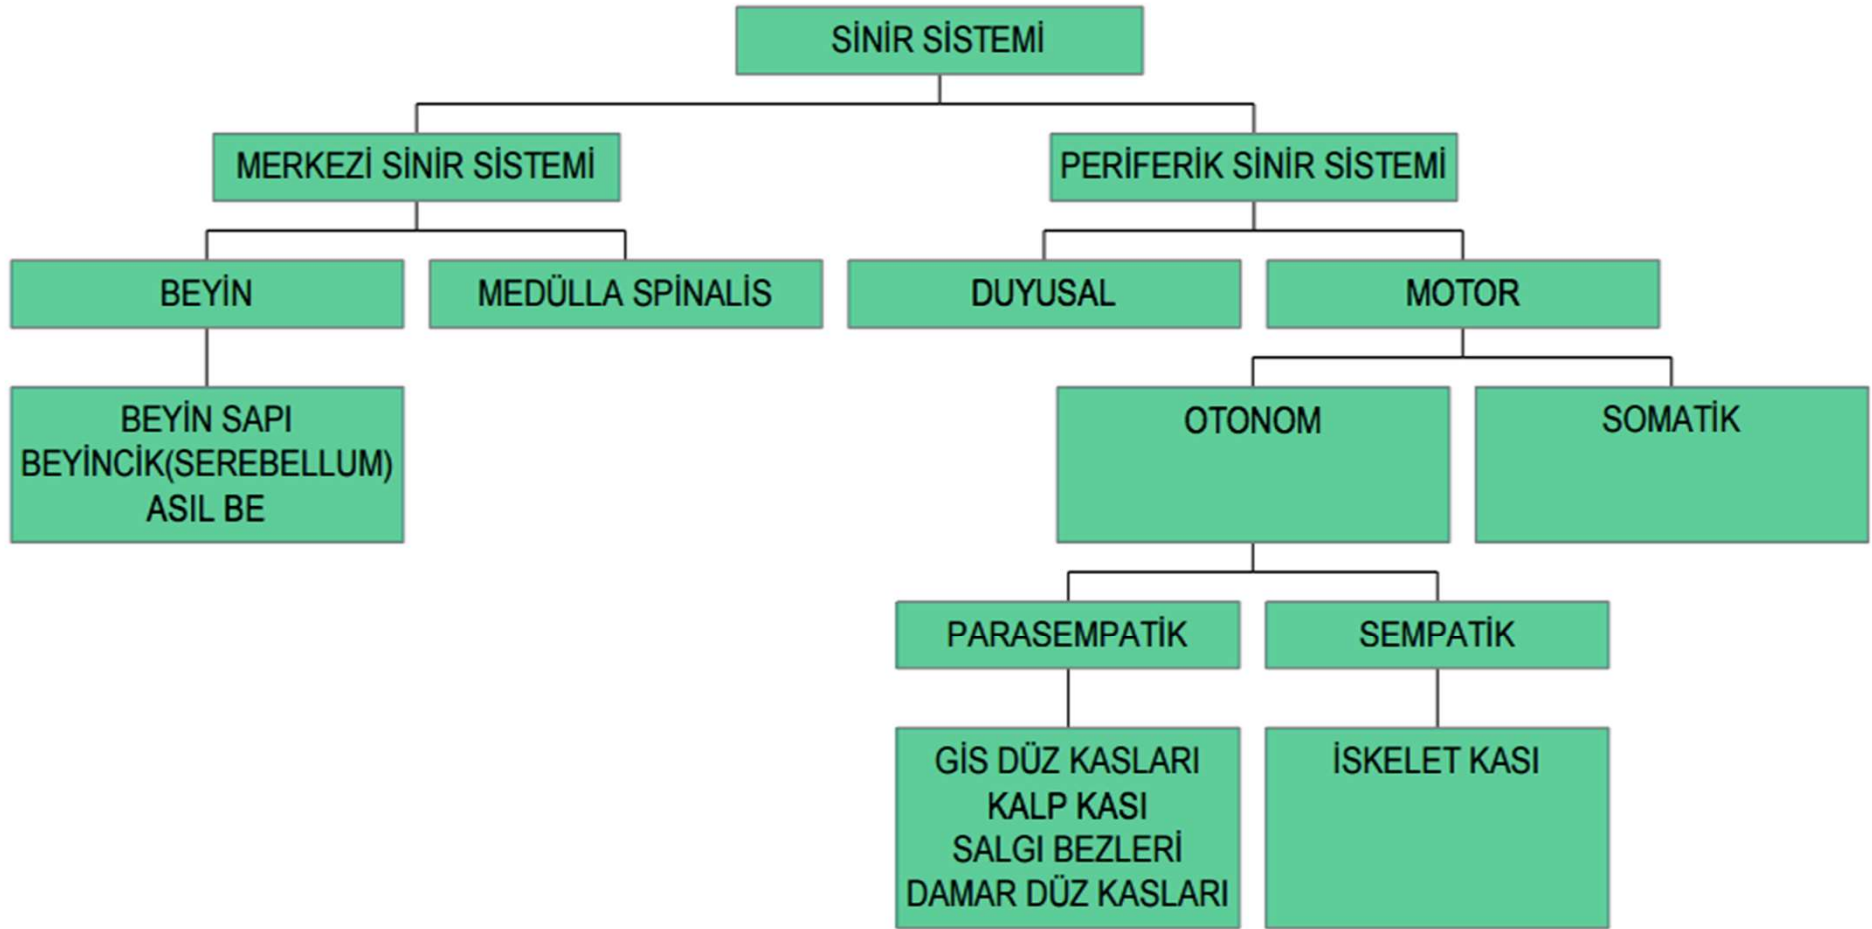 SİNİR SİSTEMİ
MERKEZİ SİNİR SİSTEMİ
PERİFERİK SİNİR SİSTEMİ
BEYİN
MEDÜLLA SPİNALİS
DUYUSAL
MOTOR
BEYİN SAPI
BEYİNCİK(SEREBELLUM)
ASIL BE
OTONOM
SOMATİK
PARASEMPATİK
SEMPATİK
GİS DÜZ KASLARI
KALP KASI
SALGI BEZLERİ
DAMAR DÜZ KASLARI
İSKELET KASI